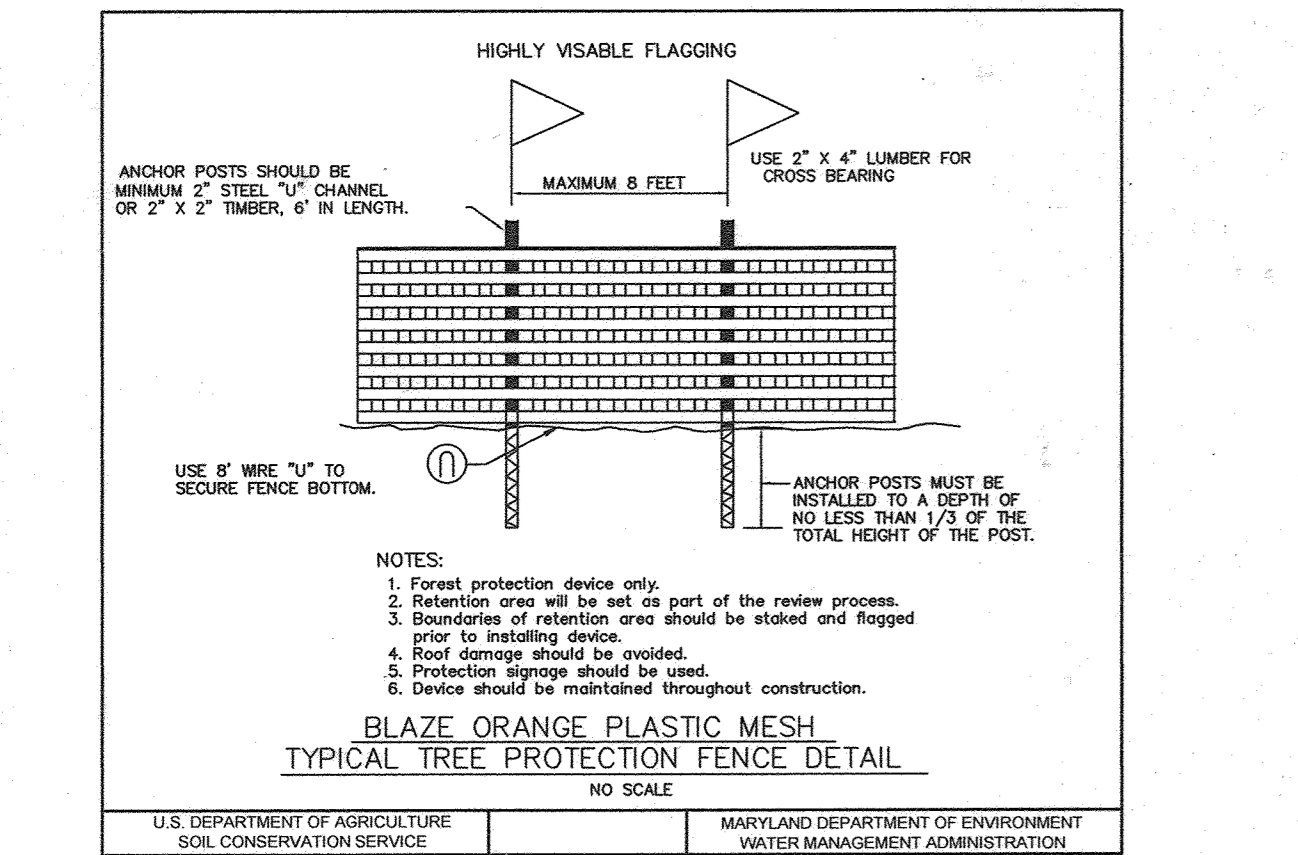 HIGHLY VISABLE FLAGGING
ANCHOR POSTS SHOULD BE
MINIMUM 2" STEEL "U" CHANNEL
OR 2" X 2" TIMBER, 6' IN LENGTH.
MAXIMUM 8 FEET
USE 2" X 4" LUMBER FOR
CROSS BEARING
USE 8' WIRE "U" TO
SECURE FENCE BOTTOM.
ANCHOR POSTS MUST BE
INSTALLED TO A DEPTH OF
NO LESS THAN 1/3 OF THE
TOTAL HEIGHT OF THE POST.
NOTES:
1. Forest protection device only.
2. Retention area will be set as part of the review process.
3. Boundaries of retention area should be staked and flagged
prior to installing device.
4. Roof damage should be avoided.
5. Protection signage should be used.
6. Device should be maintained throughout construction.
BLAZE ORANGE PLASTIC MESH
TYPICAL TREE PROTECTION FENCE DETAIL
NO SCALE
U.S. DEPARTMENT OF AGRICULTURE
SOIL CONSERVATION SERVICE
MARYLAND DEPARTMENT OF ENVIRONMENT
WATER MANAGEMENT ADMINISTRATION